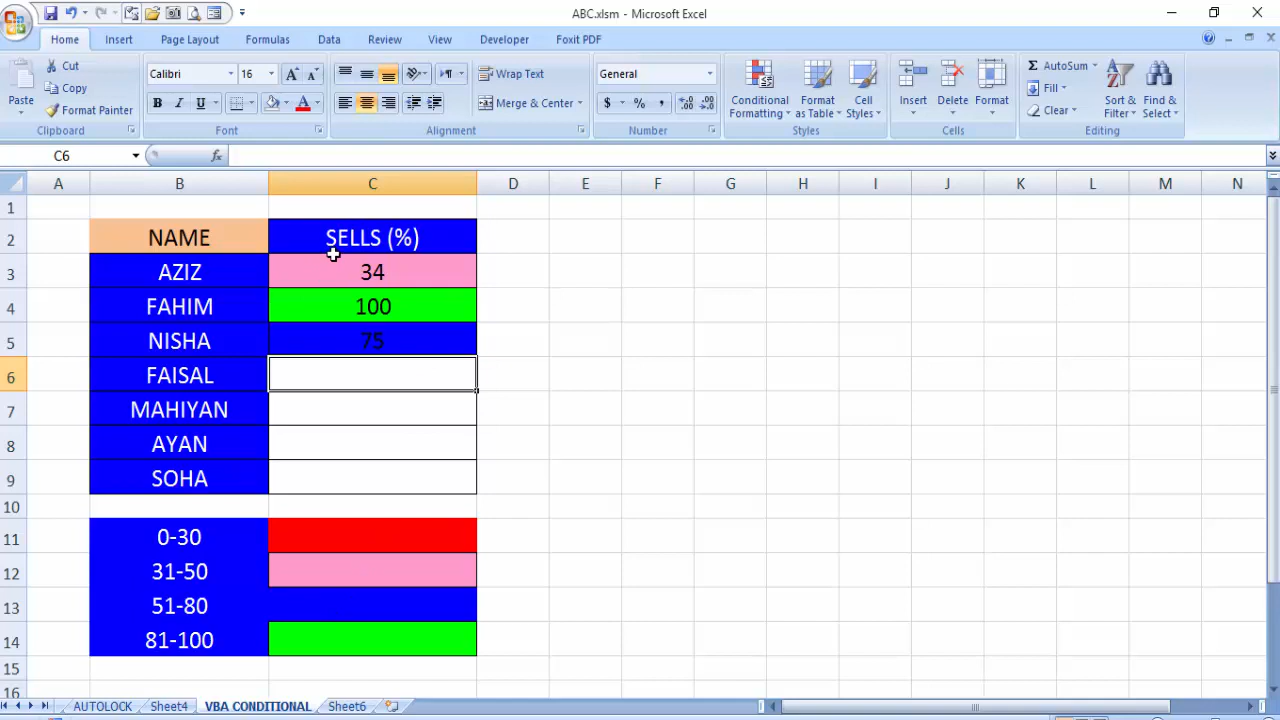 ABC.xlsm - Microsoft Excel
Home Insert Page Layout Formulas Data Review View Developer Foxit PDF
Paste Cut Copy Format Painter Clipboard
Calibri 16 B I U Font
Wrap Text Merge & Center Alignment
General $ % , Number
Conditional Formatting Format as Table Cell Styles Styles
Insert Delete Format Cells
AutoSum Fill Clear Sort & Filter Find & Select Editing
C6 fx
A B C D E F G H I J K L M N
1
2 NAME SELLS (%)
3 AZIZ 34
4 FAHIM 100
5 NISHA 75
6 FAISAL
7 MAHIYAN
8 AYAN
9 SOHA
10
11 0-30
12 31-50
13 51-80
14 81-100
15
16
AUTOLOCK Sheet4 VBA CONDITIONAL Sheet6